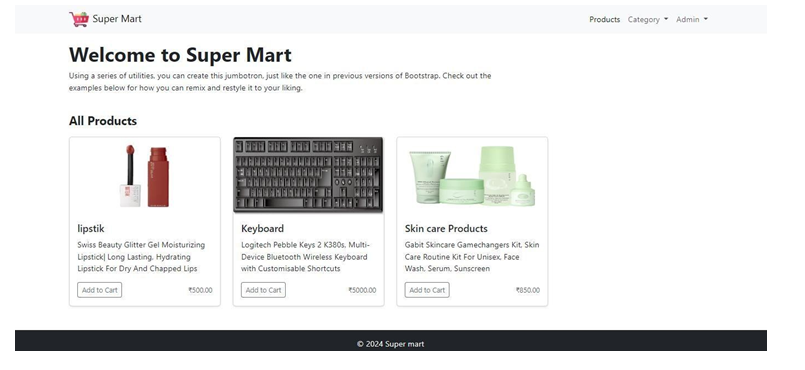 Super Mart
Products Category Admin
Welcome to Super Mart
Using a series of utilities, you can create this jumbotron, just like the one in previous versions of Bootstrap. Check out the
examples below for how you can remix and restyle it to your liking.
All Products
lipstik
Swiss Beauty Glitter Gel Moisturizing
Lipstick| Long Lasting, Hydrating
Lipstick For Dry And Chapped Lips
Add to Cart ₹500.00
Keyboard
Logitech Pebble Keys 2 K380s, Multi-
Device Bluetooth Wireless Keyboard
with Customisable Shortcuts
Add to Cart ₹5000.00
Skin care Products
Gabit Skincare Gamechangers Kit, Skin
Care Routine Kit For Unisex, Face
Wash, Serum, Sunscreen
Add to Cart ₹850.00
© 2024 Super mart